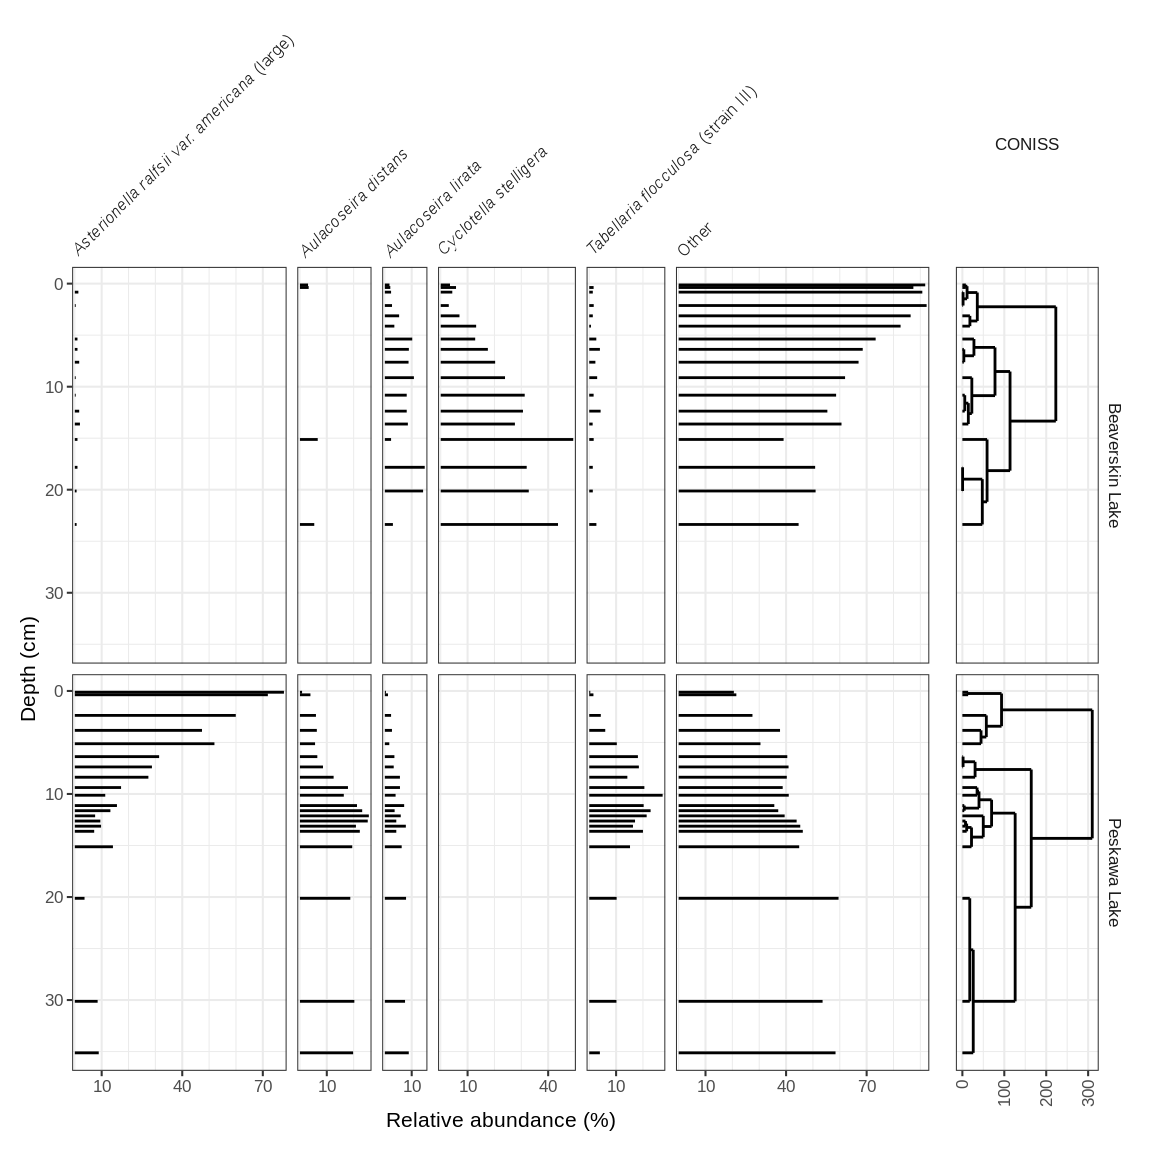 Asterionella ralfsii var. americana (large)
Aulacoseira distans
Aulacoseira lirata
Cyclotella stelligera
Tabellaria flocculosa (strain III)
Other
CONISS
0
10
20
30
Beaverskin Lake
Depth (cm)
0
10
20
30
Peskawa Lake
10 40 70 10 10 10 40 10 10 40 70 0 100 200 300
Relative abundance (%)